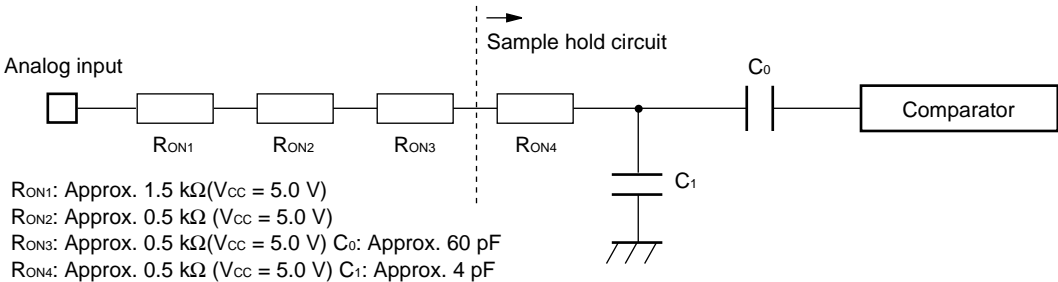 Sample hold circuit
Analog input
C0
Comparator
RON1 RON2 RON3 RON4
C1
RON1: Approx. 1.5 kΩ(VCC = 5.0 V)
RON2: Approx. 0.5 kΩ (VCC = 5.0 V)
RON3: Approx. 0.5 kΩ(VCC = 5.0 V) C0: Approx. 60 pF
RON4: Approx. 0.5 kΩ (VCC = 5.0 V) C1: Approx. 4 pF